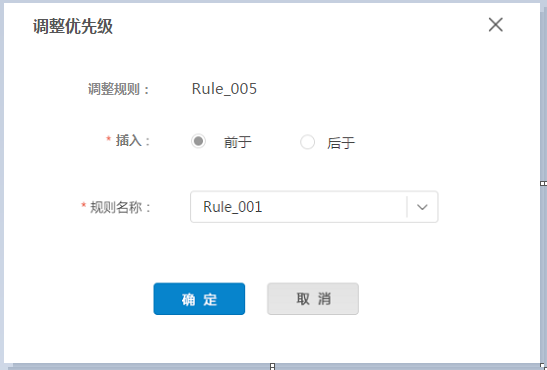 调整优先级
调整规则： Rule_005
* 插入： 前于 后于
* 规则名称： Rule_001
确 定 取 消